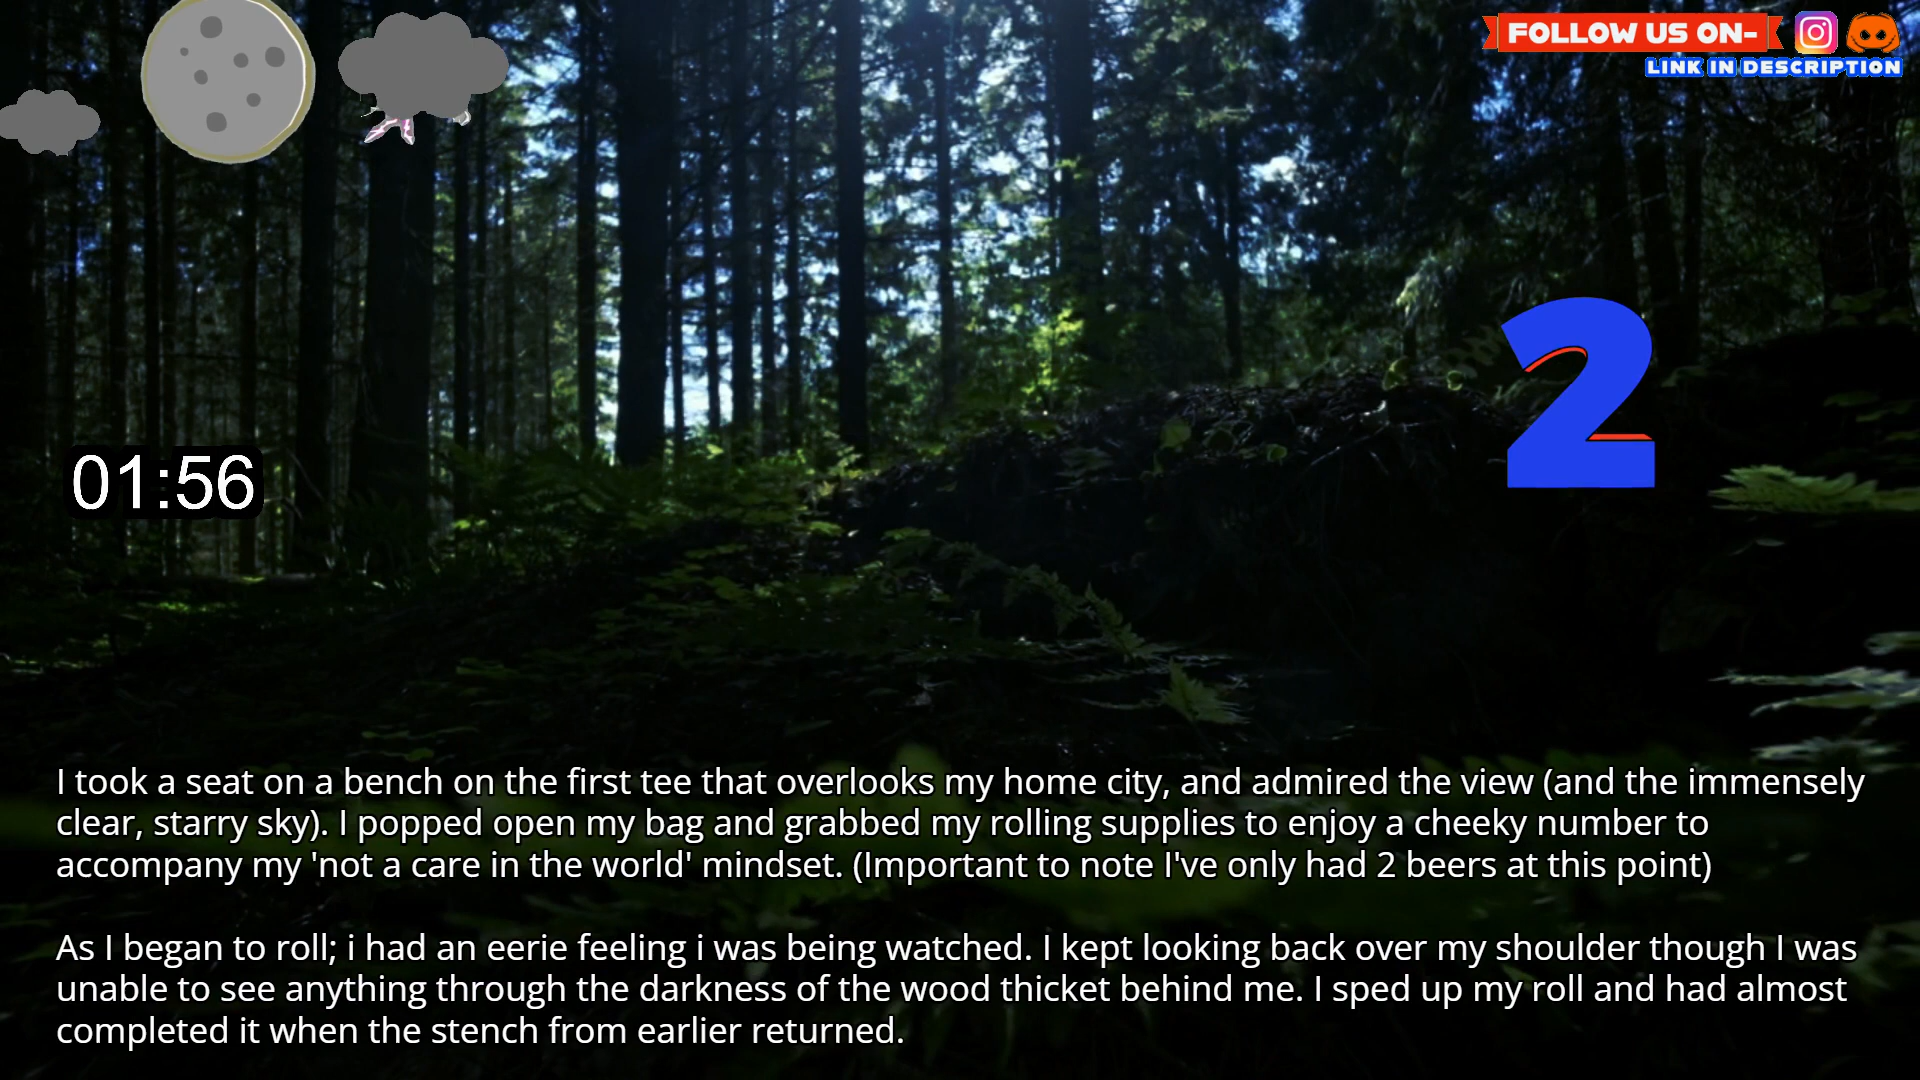 FOLLOW US ON-
LINK IN DESCRIPTION
2
01:56
I took a seat on a bench on the first tee that overlooks my home city, and admired the view (and the immensely
clear, starry sky). I popped open my bag and grabbed my rolling supplies to enjoy a cheeky number to
accompany my 'not a care in the world' mindset. (Important to note I've only had 2 beers at this point)
As I began to roll; i had an eerie feeling i was being watched. I kept looking back over my shoulder though I was
unable to see anything through the darkness of the wood thicket behind me. I sped up my roll and had almost
completed it when the stench from earlier returned.